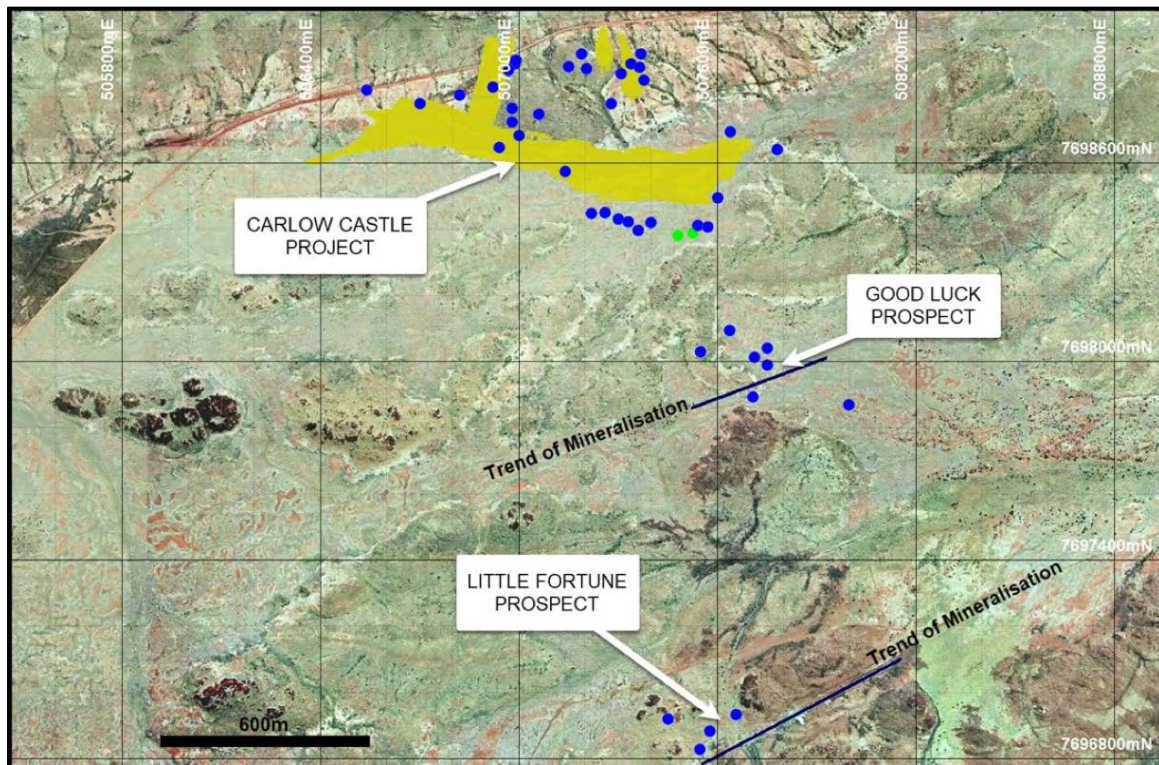 505800mE
506400mE
507000mE
507600mE
508200mE
508800mE
7698600mN
CARLOW CASTLE
PROJECT
GOOD LUCK
PROSPECT
7698000mN
Trend of Mineralisation
7697400mN
LITTLE FORTUNE
PROSPECT
Trend of Mineralisation
600m
7696800mN